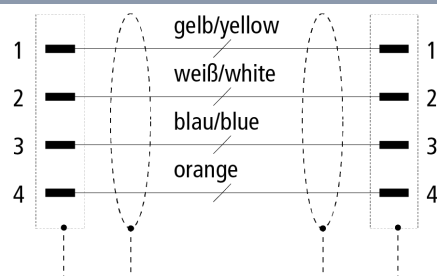 gelb/yellow
1 1
weiß/white
2 2
blau/blue
3 3
orange
4 4